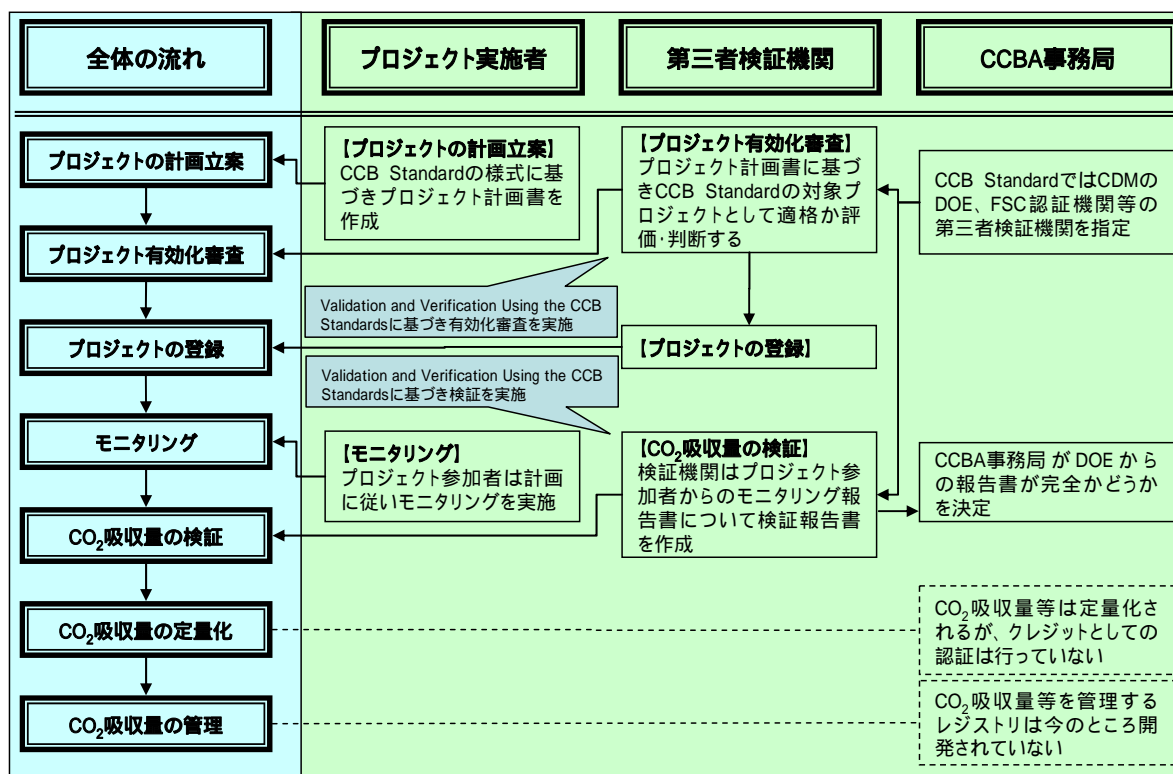 全体の流れ
プロジェクト実施者
第三者検証機関
CCBA事務局
プロジェクトの計画立案
プロジェクト有効化審査
プロジェクトの登録
モニタリング
CO₂吸収量の検証
CO₂吸収量の定量化
CO₂吸収量の管理
【プロジェクトの計画立案】
CCB Standardの様式に基
づきプロジェクト計画書を
作成
Validation and Verification Using the CCB
Standardsに基づき有効化審査を実施
Validation and Verification Using the CCB
Standardsに基づき検証を実施
【モニタリング】
プロジェクト参加者は計画
に従いモニタリングを実施
【プロジェクト有効化審査】
プロジェクト計画書に基づ
きCCB Standardの対象プ
ロジェクトとして適格か評
価・判断する
【プロジェクトの登録】
【CO₂吸収量の検証】
検証機関はプロジェクト参
加者からのモニタリング報
告書について検証報告書
を作成
CCB StandardではCDMの
DOE、FSC認証機関等の
第三者検証機関を指定
CCBA事務局 が DOE から
の報告書が完全かどうか
を決定
CO₂吸収量等は定量化さ
れるが、クレジットとしての
認証は行っていない
CO₂吸収量等を管理する
レジストリは今のところ開
発されていない